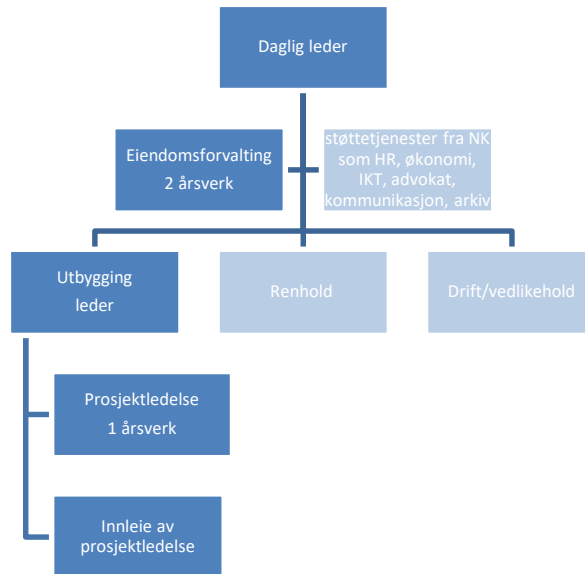 Daglig leder
Eiendomsforvalting
2 årsverk
støttetjenester fra NK
som HR, økonomi,
IKT, advokat,
kommunikasjon, arkiv
Utbygging
leder
Renhold
Drift/vedlikehold
Prosjektledelse
1 årsverk
Innleie av
prosjektledelse